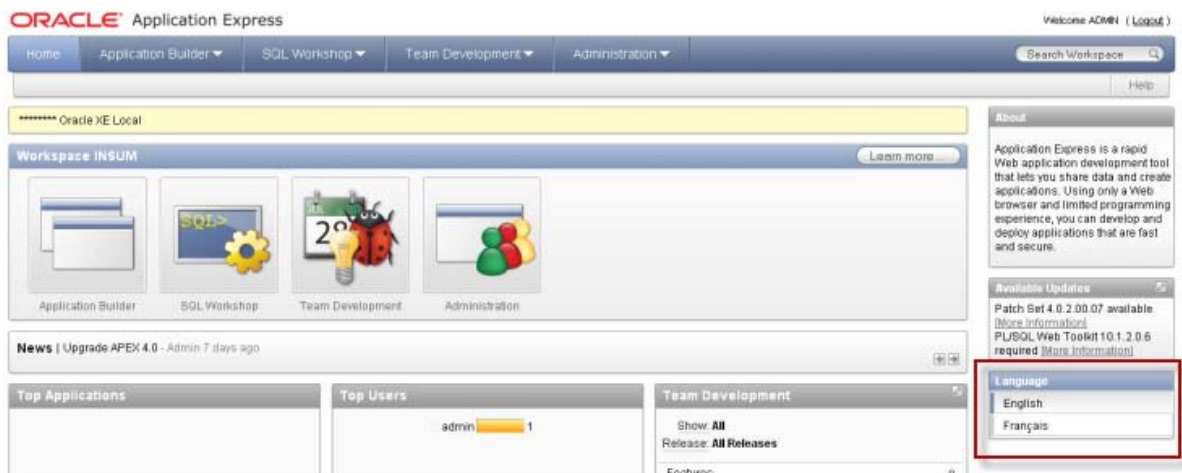 ORACLE Application Express
Welcome ADMIN ( Logout )
Home
Application Builder
SQL Workshop
Team Development
Administration
Search Workspace
Help
******** Oracle XE Local
Workspace INSUM
Learn more...
SQL>
28
Application Builder
SQL Workshop
Team Development
Administration
News | Upgrade APEX 4.0 - Admin 7 days ago
Top Applications
Top Users
admin 1
Team Development
Show: All
Release: All Releases
Features:
About
Application Express is a rapid
Web application development tool
that lets you share data and create
applications. Using only a Web
browser and limited programming
experience, you can develop and
deploy applications that are fast
and secure.
Available Updates
Patch Set 4.0.2.00.07 available
[More Information]
PL/SQL Web Toolkit 10.1.2.0.6
required [More Information]
Language
English
Français